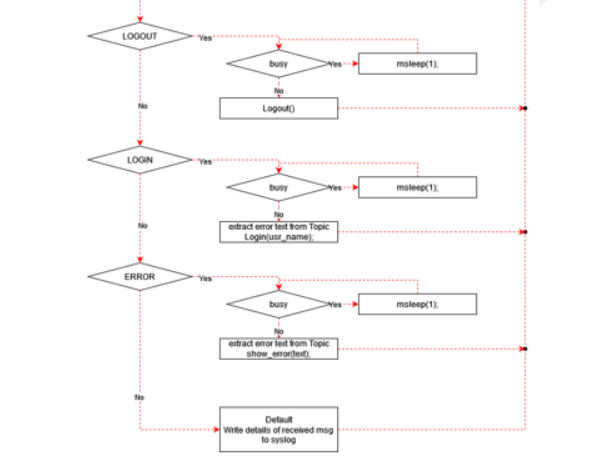 LOGOUT
Yes
busy
Yes
msleep(1);
No
Logout()
No
LOGIN
Yes
busy
Yes
msleep(1);
No
extract error text from Topic
Login(usr_name);
No
ERROR
Yes
busy
Yes
msleep(1);
No
extract error text from Topic
show_error(text);
No
Default
Write details of received msg
to syslog